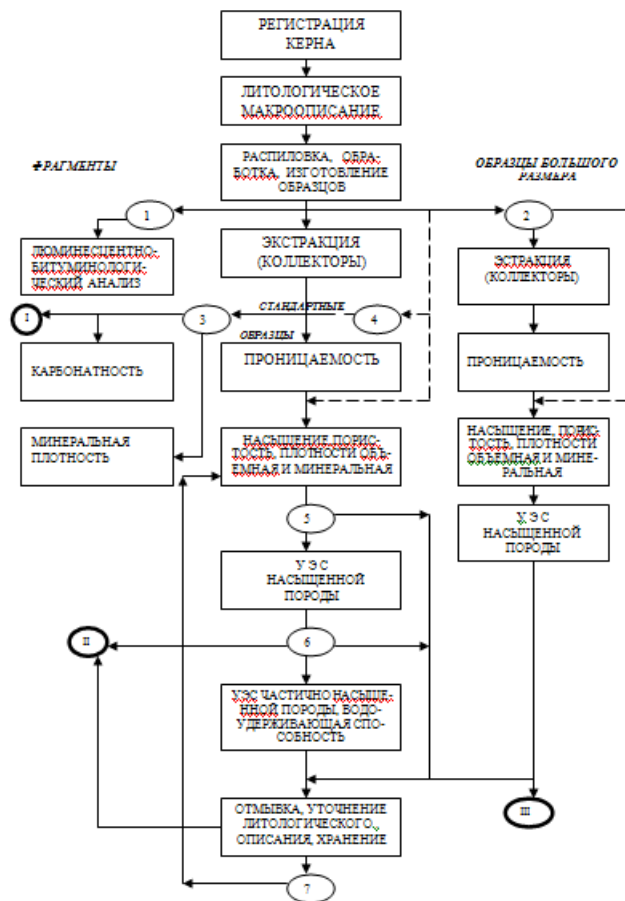 РЕГИСТРАЦИЯ
КЕРНА
ЛИТОЛОГИЧЕСКОЕ
МАКРООПИСАНИЕ
ФРАГМЕНТЫ
РАСПИЛОВКА, ОБРА-
БОТКА, ИЗГОТОВЛЕНИЕ
ОБРАЗЦОВ
ОБРАЗЦЫ БОЛЬШОГО
РАЗМЕРА
1
2
ЛЮМИНЕСЦЕНТНО-
БИТУМИНОЛОГИ-
ЧЕСКИЙ АНАЛИЗ
ЭКСТРАКЦИЯ
(КОЛЛЕКТОРЫ)
ЭСТРАКЦИЯ
(КОЛЛЕКТОРЫ)
I
3
СТАНДАРТНЫЕ
4
ОБРАЗЦЫ
КАРБОНАТНОСТЬ
ПРОНИЦАЕМОСТЬ
ПРОНИЦАЕМОСТЬ
МИНЕРАЛЬНАЯ
ПЛОТНОСТЬ
НАСЫЩЕНИЕ, ПОРИС-
ТОСТЬ, ПЛОТНОСТИ ОБЪ-
ЕМНАЯ И МИНЕРАЛЬНАЯ
НАСЫЩЕНИЕ, ПОРИС-
ТОСТЬ, ПЛОТНОСТИ
ОБЪЕМНАЯ И МИНЕ-
РАЛЬНАЯ
5
У Э С
НАСЫЩЕННОЙ
ПОРОДЫ
У Э С
НАСЫЩЕННОЙ
ПОРОДЫ
II
6
УЭС ЧАСТИЧНО НАСЫЩЕ-
ННОЙ ПОРОДЫ, ВОДО-
УДЕРЖИВАЮЩАЯ СПО-
СОБНОСТЬ
ОТМЫВКА, УТОЧНЕНИЕ
ЛИТОЛОГИЧЕСКОГО,
ОПИСАНИЯ, ХРАНЕНИЕ
III
7